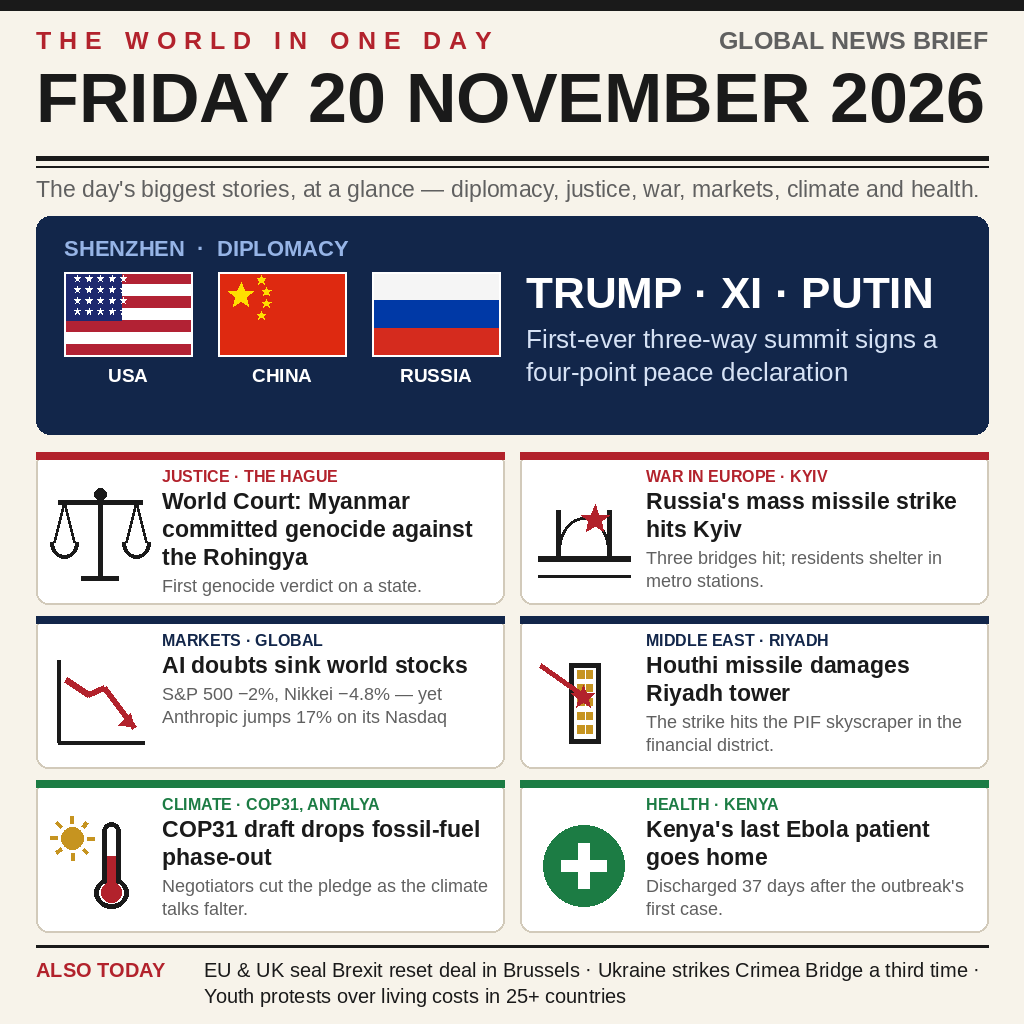 THE WORLD IN ONE DAY
GLOBAL NEWS BRIEF
FRIDAY 20 NOVEMBER 2026
The day's biggest stories, at a glance — diplomacy, justice, war, markets, climate and health.
SHENZHEN · DIPLOMACY
USA
CHINA
RUSSIA
TRUMP · XI · PUTIN
First-ever three-way summit signs a
four-point peace declaration
JUSTICE · THE HAGUE
World Court: Myanmar
committed genocide against
the Rohingya
First genocide verdict on a state.
WAR IN EUROPE · KYIV
Russia's mass missile strike
hits Kyiv
Three bridges hit; residents shelter in
metro stations.
MARKETS · GLOBAL
AI doubts sink world stocks
S&P 500 −2%, Nikkei −4.8% — yet
Anthropic jumps 17% on its Nasdaq
MIDDLE EAST · RIYADH
Houthi missile damages
Riyadh tower
The strike hits the PIF skyscraper in the
financial district.
CLIMATE · COP31, ANTALYA
COP31 draft drops fossil-fuel
phase-out
Negotiators cut the pledge as the climate
talks falter.
HEALTH · KENYA
Kenya's last Ebola patient
goes home
Discharged 37 days after the outbreak's
first case.
ALSO TODAY
EU & UK seal Brexit reset deal in Brussels · Ukraine strikes Crimea Bridge a third time ·
Youth protests over living costs in 25+ countries